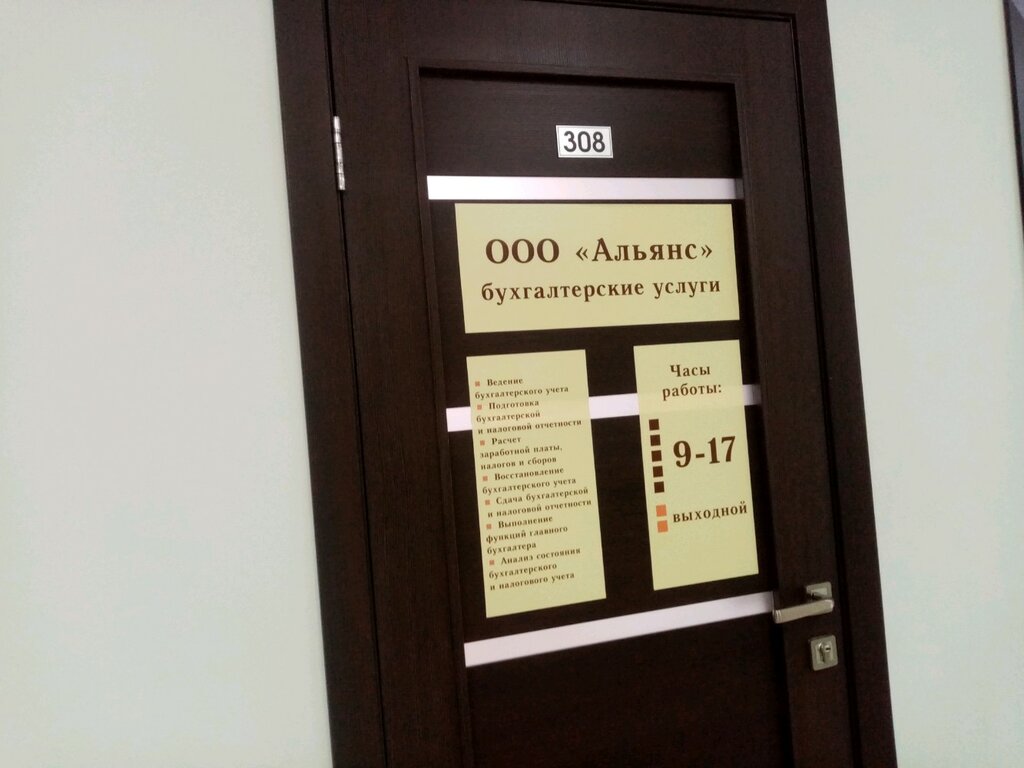 308
ООО «Альянс»
бухгалтерские услуги
Ведение
бухгалтерского учета
Подготовка
бухгалтерской
и налоговой отчетности
Расчет
заработной платы,
налогов и сборов
Восстановление
бухгалтерского учета
Сдача бухгалтерской
и налоговой отчетности
Выполнение
функций главного
бухгалтера
Анализ состояния
бухгалтерского
и налогового учета
Часы
работы:
9-17
выходной